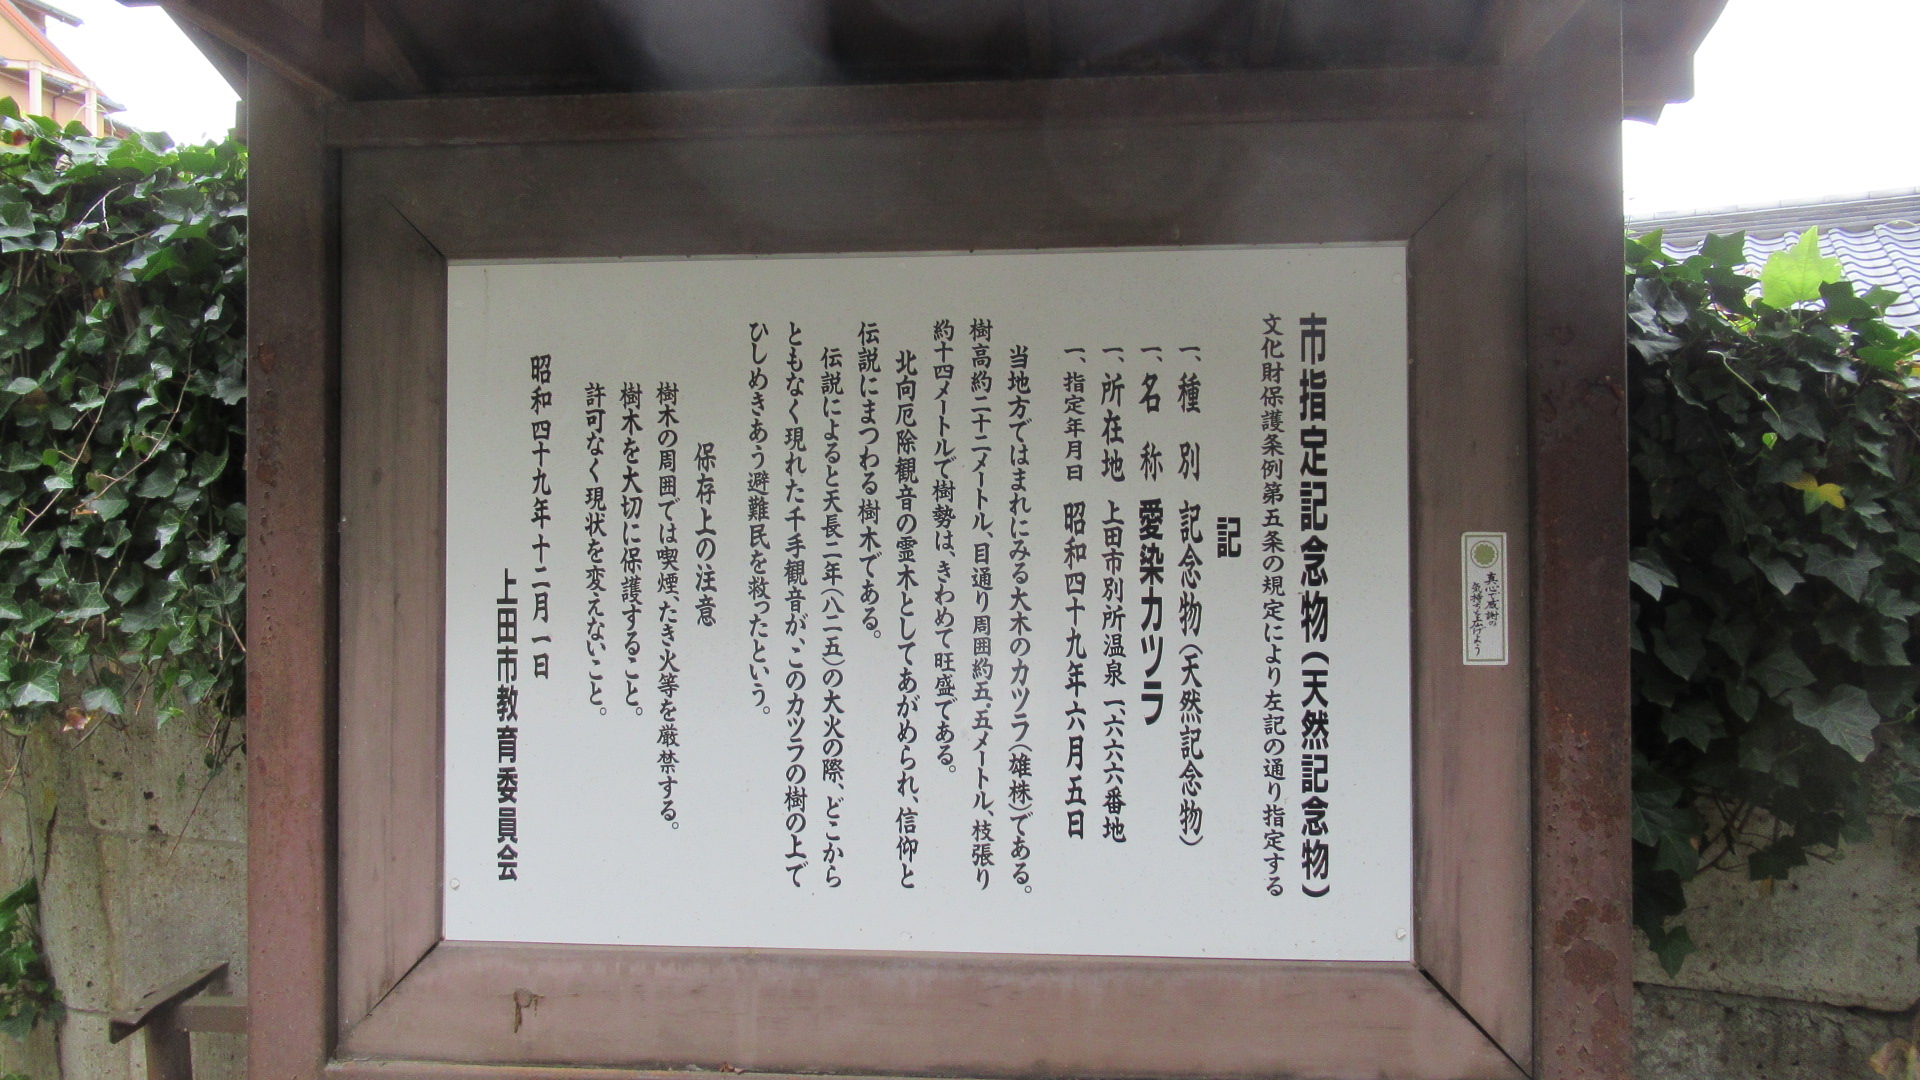 市指定記念物（天然記念物）
文化財保護条例第五条の規定により左記の通り指定する
記
一、種　別　記念物（天然記念物）
一、名　称　愛染カツラ
一、所在地　上田市別所温泉一、六六六番地
一、指定年月日　昭和四十九年六月五日
当地方ではまれにみる大木のカツラ（雄株）である。
樹高約二十二メートル、目通り周囲約五・五メートル、枝張り
約十四メートルで樹勢は、きわめて旺盛である。
北向厄除観音の霊木としてあがめられ、信仰と
伝説にまつわる樹木である。
伝説によると天長二年（八二五）の大火の際、どこから
ともなく現れた千手観音が、このカツラの樹の上で
ひしめきあう避難民を救ったという。
保存上の注意
樹木の周囲では喫煙、たき火等を厳禁する。
樹木を大切に保護すること。
許可なく現状を変えないこと。
昭和四十九年十二月一日
上田市教育委員会
真心で感謝の
気持ちを広げよう